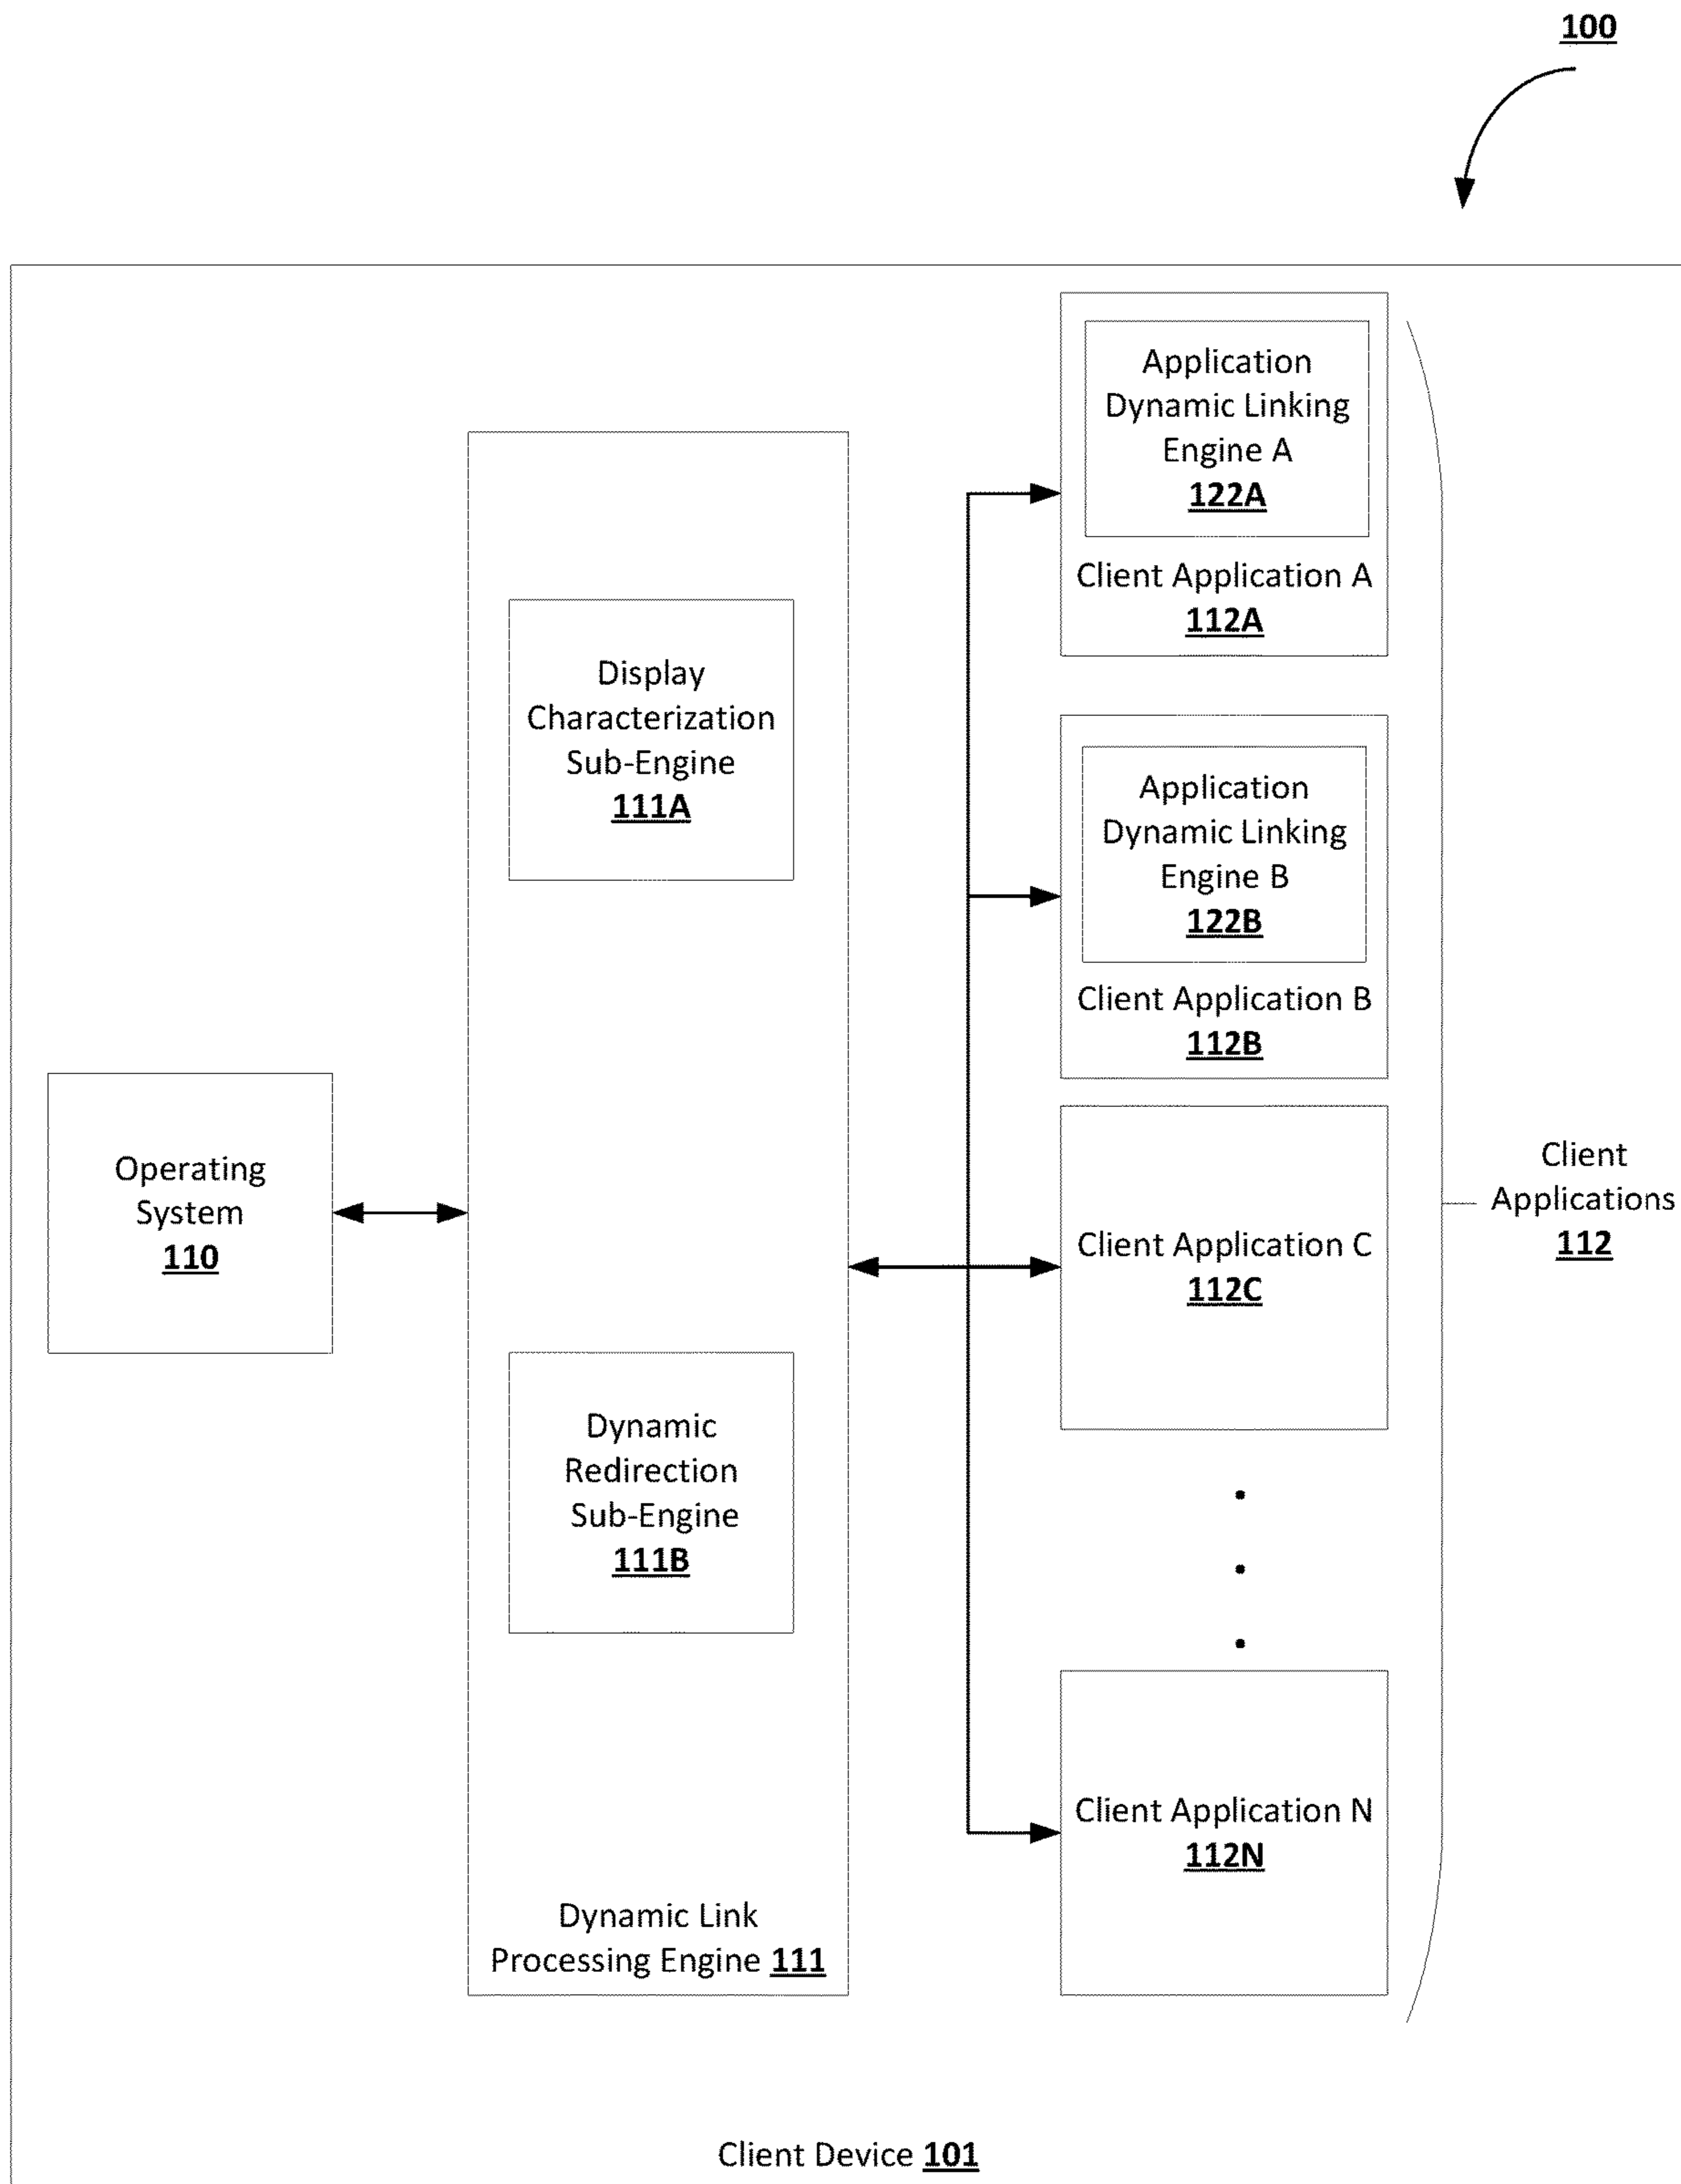 100
Application
Dynamic Linking
Engine A
122A
Client Application A
112A
Display
Characterization
Sub-Engine
111A
Application
Dynamic Linking
Engine B
122B
Client Application B
112B
Operating
System
110
Client Application C
112C
Client
Applications
112
Dynamic
Redirection
Sub-Engine
111B
Client Application N
112N
Dynamic Link
Processing Engine 111
Client Device 101